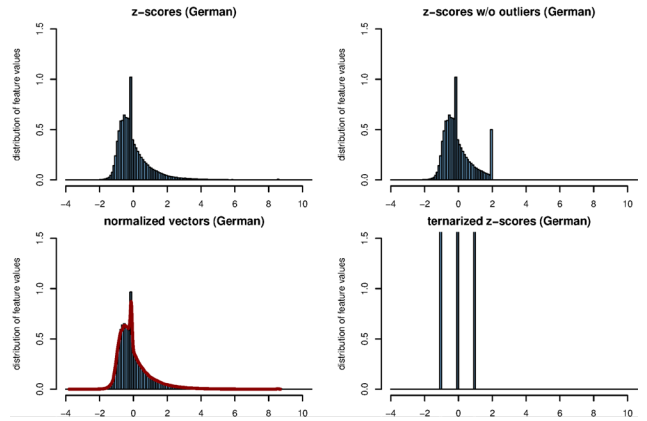 z−scores (German)
distribution of feature values
1.5
1.0
0.5
0.0
−4 −2 0 2 4 6 8 10
z−scores w/o outliers (German)
distribution of feature values
1.5
1.0
0.5
0.0
−4 −2 0 2 4 6 8 10
normalized vectors (German)
distribution of feature values
1.5
1.0
0.5
0.0
−4 −2 0 2 4 6 8 10
ternarized z−scores (German)
distribution of feature values
1.5
1.0
0.5
0.0
−4 −2 0 2 4 6 8 10